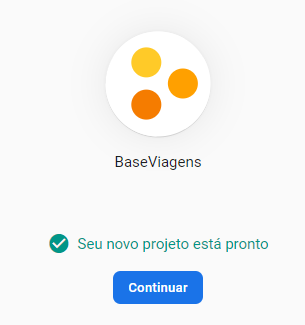 BaseViagens
Seu novo projeto está pronto
Continuar